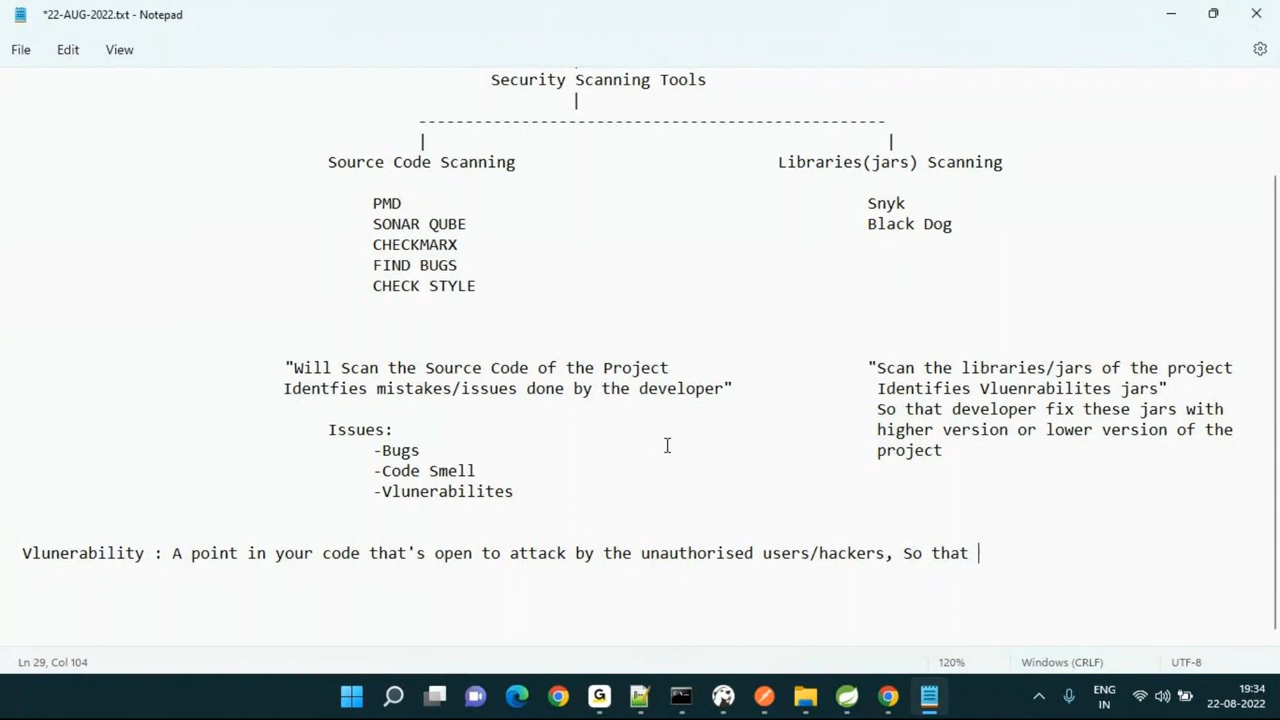 *22-AUG-2022.txt - Notepad
File Edit View
Security Scanning Tools
|
--------------------------------------------------
| |
Source Code Scanning Libraries(jars) Scanning
PMD Snyk
SONAR QUBE Black Dog
CHECKMARX
FIND BUGS
CHECK STYLE
"Will Scan the Source Code of the Project "Scan the libraries/jars of the project
Identfies mistakes/issues done by the developer" Identifies Vluenrabilites jars"
So that developer fix these jars with
Issues: higher version or lower version of the
-Bugs project
-Code Smell
-Vlunerabilites
Vlunerability : A point in your code that's open to attack by the unauthorised users/hackers, So that
Ln 29, Col 104 120% Windows (CRLF) UTF-8
ENG 19:34
IN 22-08-2022